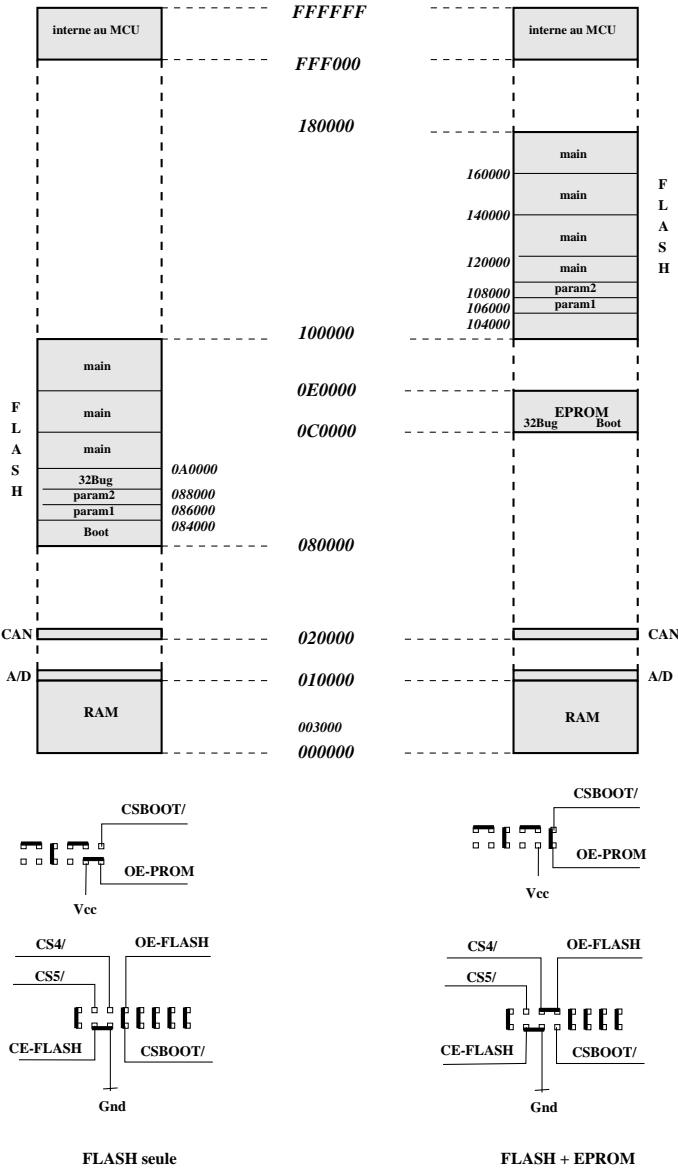 FFFFFF
interne au MCU
interne au MCU
FFF000
180000
main
160000
main
140000
main
120000
main
108000
param2
106000
param1
104000
F
L
A
S
H
100000
main
main
main
0A0000
32Bug
param2
088000
param1
086000
Boot
084000
F
L
A
S
H
0E0000
EPROM
32Bug
Boot
0C0000
080000
CAN
020000
CAN
A/D
010000
A/D
RAM
RAM
003000
000000
CSBOOT/
OE-PROM
Vcc
CSBOOT/
OE-PROM
Vcc
CS4/
OE-FLASH
CS5/
CE-FLASH
CSBOOT/
Gnd
CS4/
OE-FLASH
CS5/
CE-FLASH
CSBOOT/
Gnd
FLASH seule
FLASH + EPROM